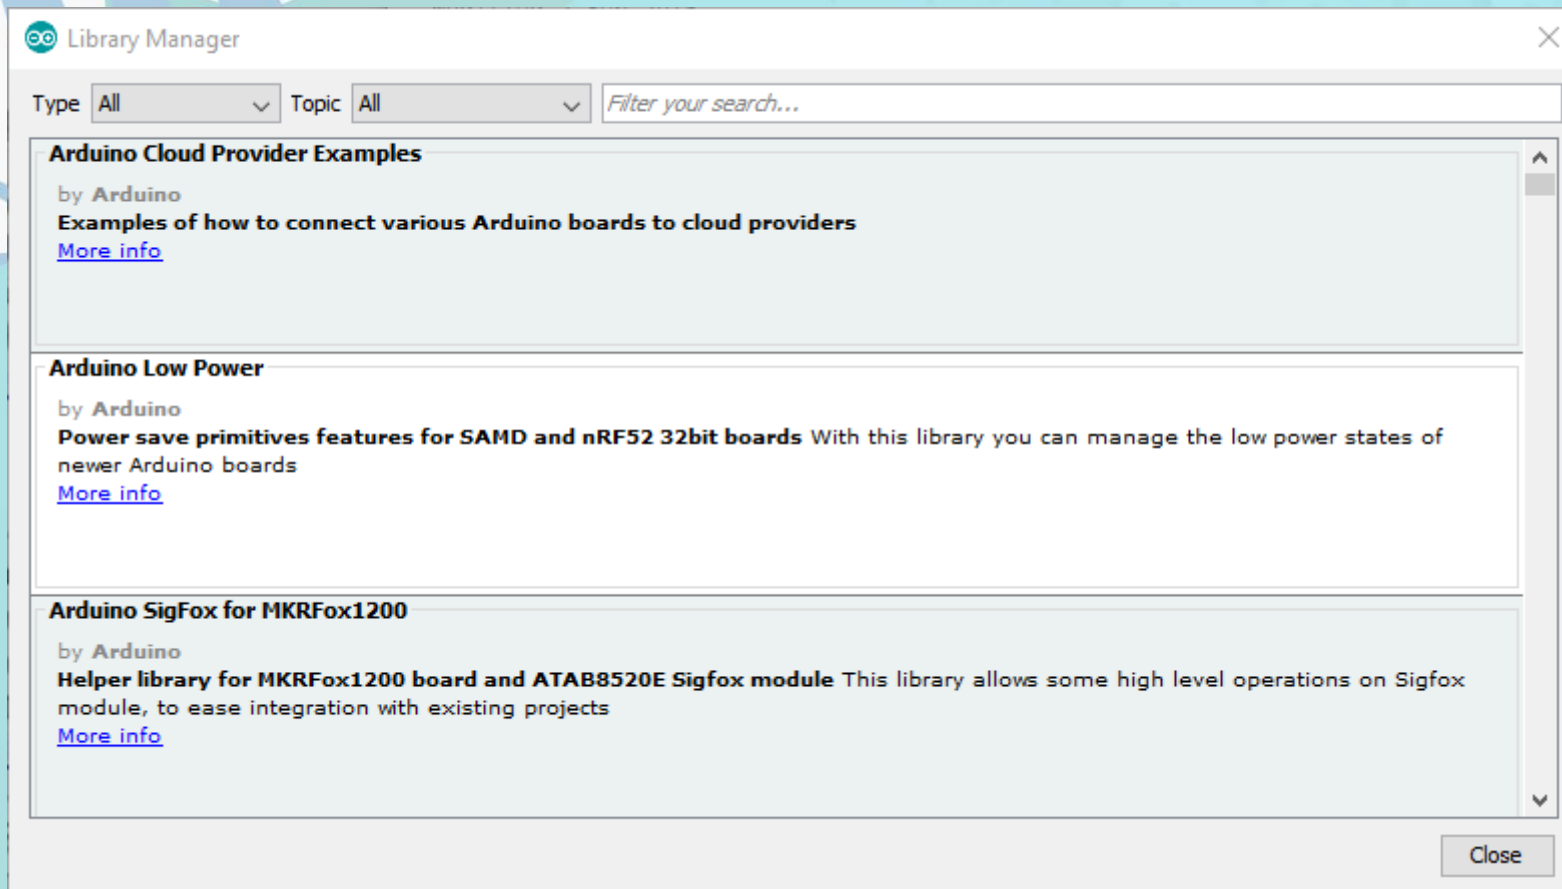 Library Manager
Type All Topic All Filter your search...
Arduino Cloud Provider Examples
by Arduino
Examples of how to connect various Arduino boards to cloud providers
More info
Arduino Low Power
by Arduino
Power save primitives features for SAMD and nRF52 32bit boards With this library you can manage the low power states of
newer Arduino boards
More info
Arduino SigFox for MKRFox1200
by Arduino
Helper library for MKRFox1200 board and ATAB8520E Sigfox module This library allows some high level operations on Sigfox
module, to ease integration with existing projects
More info
Close